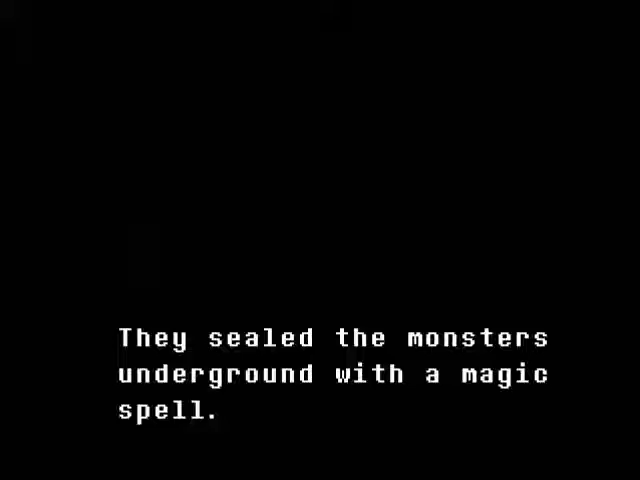 They sealed the monsters
underground with a magic
spell.